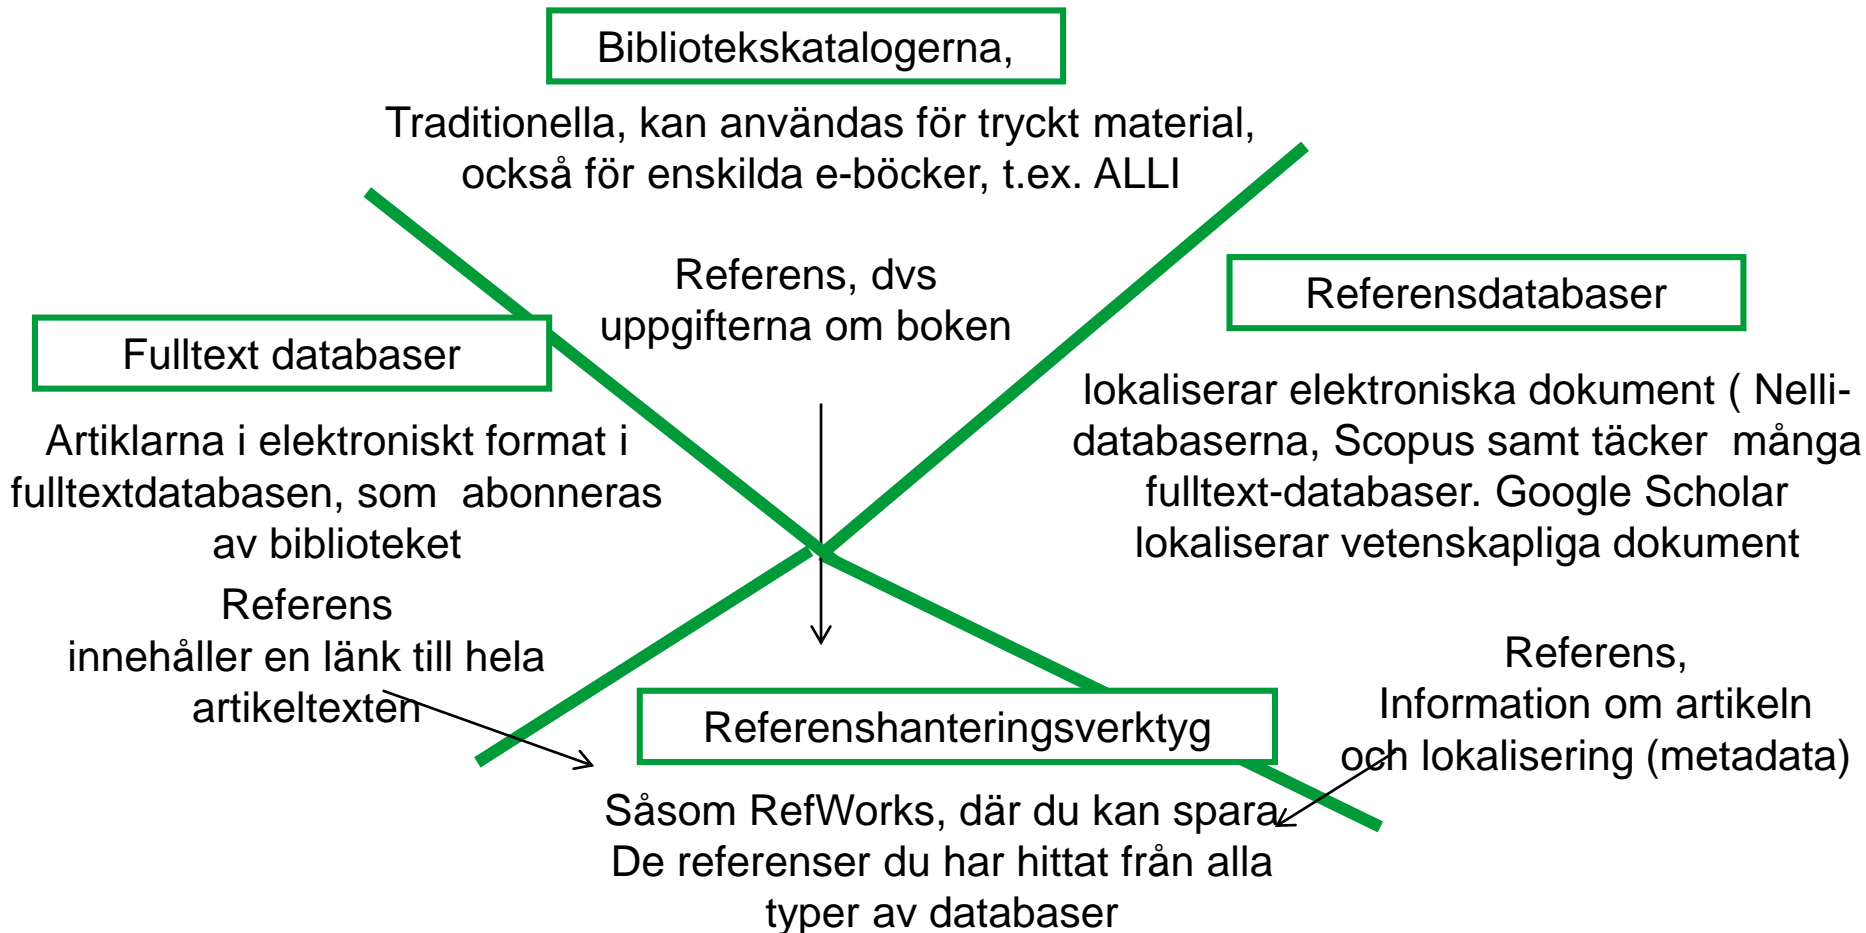 Bibliotekskatalogerna,
Traditionella, kan användas för tryckt material,
också för enskilda e-böcker, t.ex. ALLI
Referens, dvs
uppgifterna om boken
Fulltext databaser
Artiklarna i elektroniskt format i
fulltextdatabasen, som abonneras
av biblioteket
Referens
innehåller en länk till hela
artikeltexten
Referensdatabaser
lokaliserar elektroniska dokument ( Nelli-
databaserna, Scopus samt täcker många
fulltext-databaser. Google Scholar
lokaliserar vetenskapliga dokument
Referens,
Information om artikeln
och lokalisering (metadata)
Referenshanteringsverktyg
Såsom RefWorks, där du kan spara
De referenser du har hittat från alla
typer av databaser